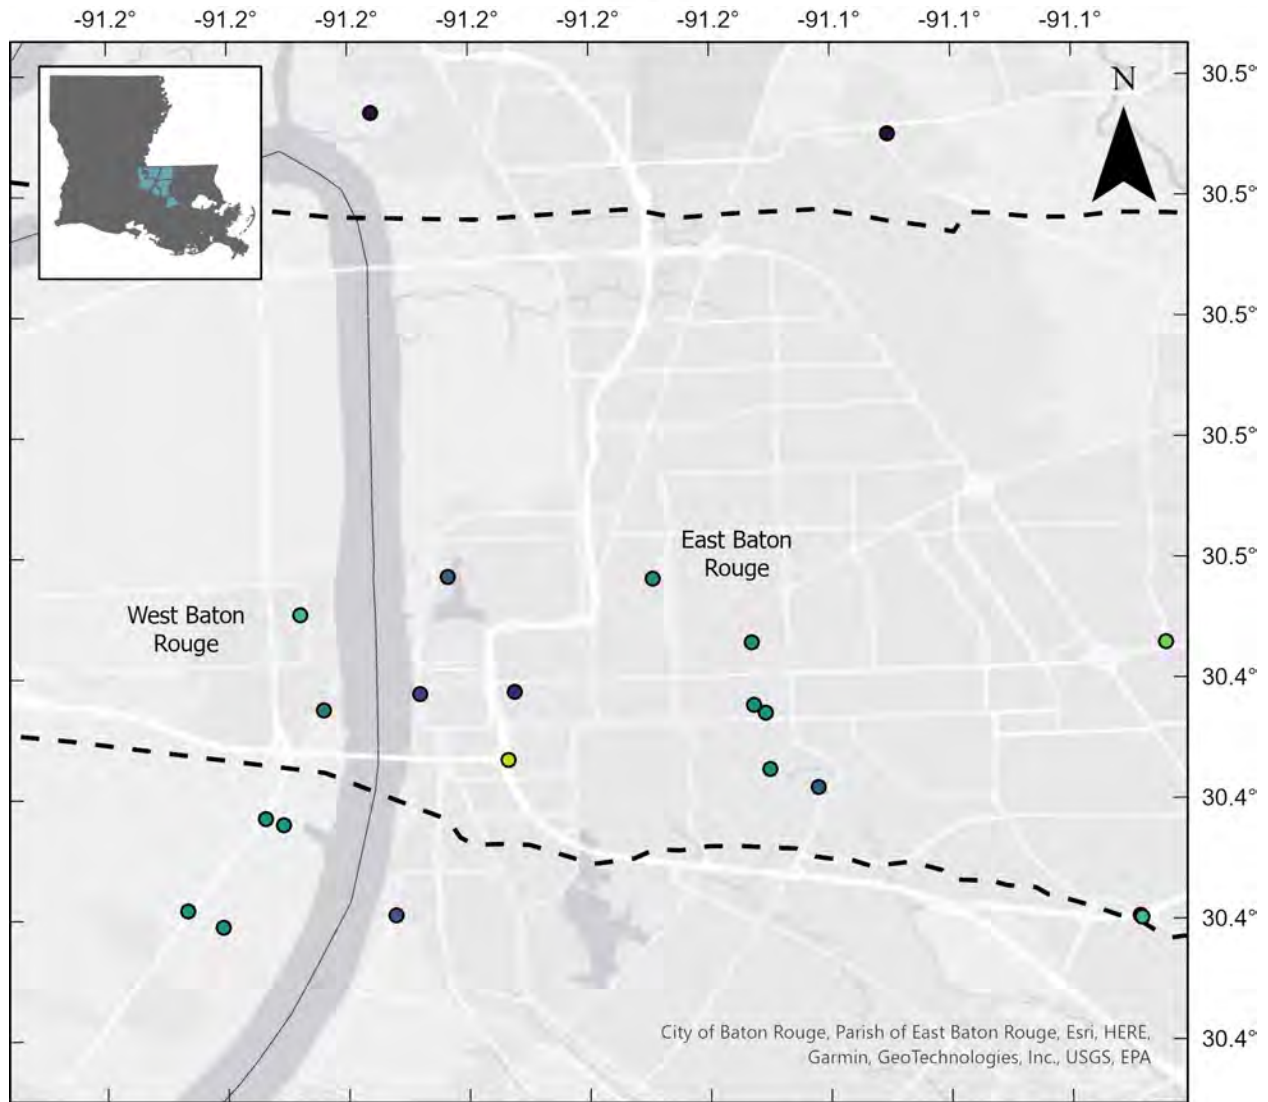 -91.2° -91.2° -91.2° -91.2° -91.2° -91.2° -91.1° -91.1° -91.1°
N
30.5°
30.5°
30.5°
30.5°
30.5°
30.4°
30.4°
30.4°
30.4°
East Baton
Rouge
West Baton
Rouge
City of Baton Rouge, Parish of East Baton Rouge, Esri, HERE,
Garmin, GeoTechnologies, Inc., USGS, EPA